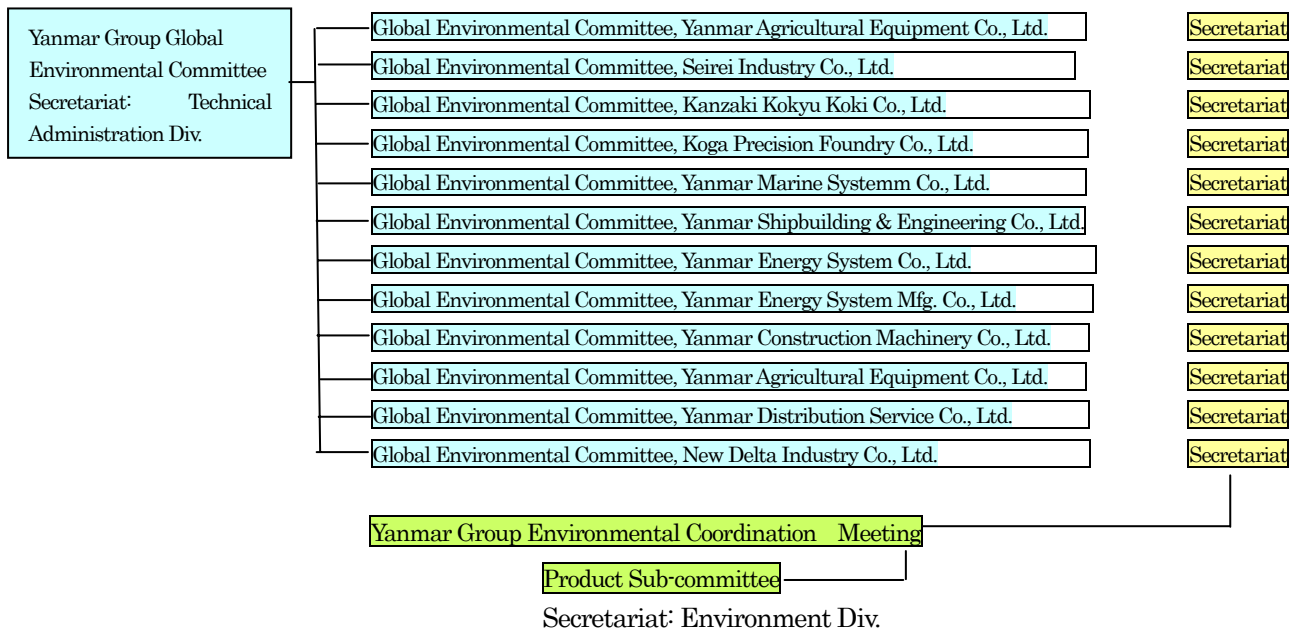 Yanmar Group Global
Environmental Committee
Secretariat: Technical
Administration Div.
Global Environmental Committee, Yanmar Agricultural Equipment Co., Ltd. Secretariat
Global Environmental Committee, Seirei Industry Co., Ltd. Secretariat
Global Environmental Committee, Kanzaki Kokyu Koki Co., Ltd. Secretariat
Global Environmental Committee, Koga Precision Foundry Co., Ltd. Secretariat
Global Environmental Committee, Yanmar Marine Systemm Co., Ltd. Secretariat
Global Environmental Committee, Yanmar Shipbuilding & Engineering Co., Ltd. Secretariat
Global Environmental Committee, Yanmar Energy System Co., Ltd. Secretariat
Global Environmental Committee, Yanmar Energy System Mfg. Co., Ltd. Secretariat
Global Environmental Committee, Yanmar Construction Machinery Co., Ltd. Secretariat
Global Environmental Committee, Yanmar Agricultural Equipment Co., Ltd. Secretariat
Global Environmental Committee, Yanmar Distribution Service Co., Ltd. Secretariat
Global Environmental Committee, New Delta Industry Co., Ltd. Secretariat
Yanmar Group Environmental Coordination Meeting
Product Sub-committee
Secretariat: Environment Div.